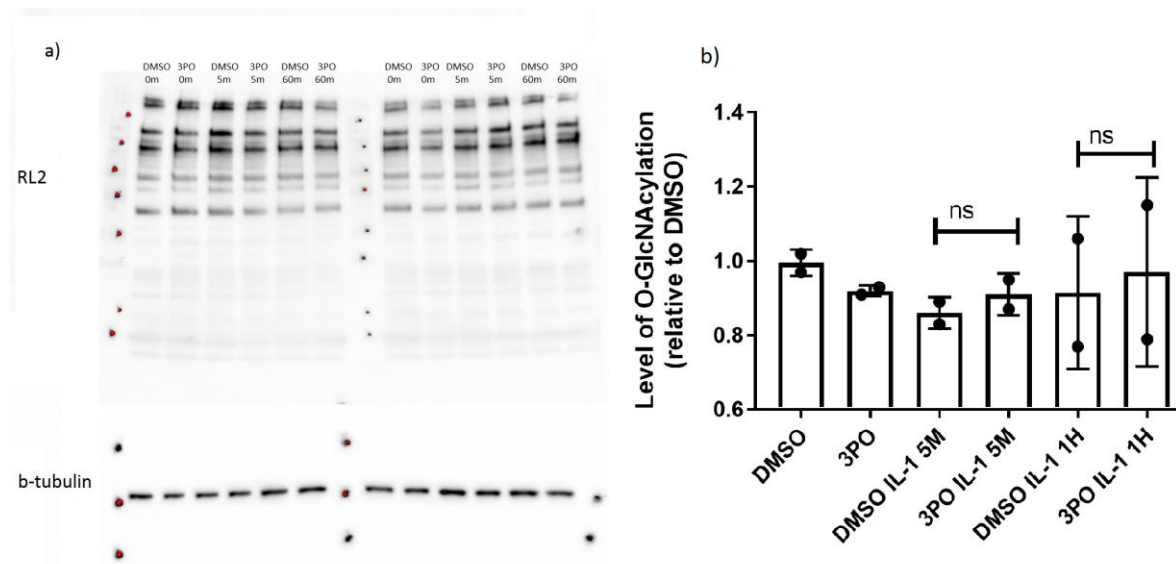 a)
DMSO 3PO DMSO 3PO DMSO 3PO
0m 0m 5m 5m 60m 60m
DMSO 3PO DMSO 3PO DMSO 3PO
0m 0m 5m 5m 60m 60m
RL2
b-tubulin
b)
Level of O-GlcNAcylation
(relative to DMSO)
1.4
1.2
1.0
0.8
0.6
ns
ns
DMSO
3PO
DMSO IL-1 5M
3PO IL-1 5M
DMSO IL-1 1H
3PO IL-1 1H